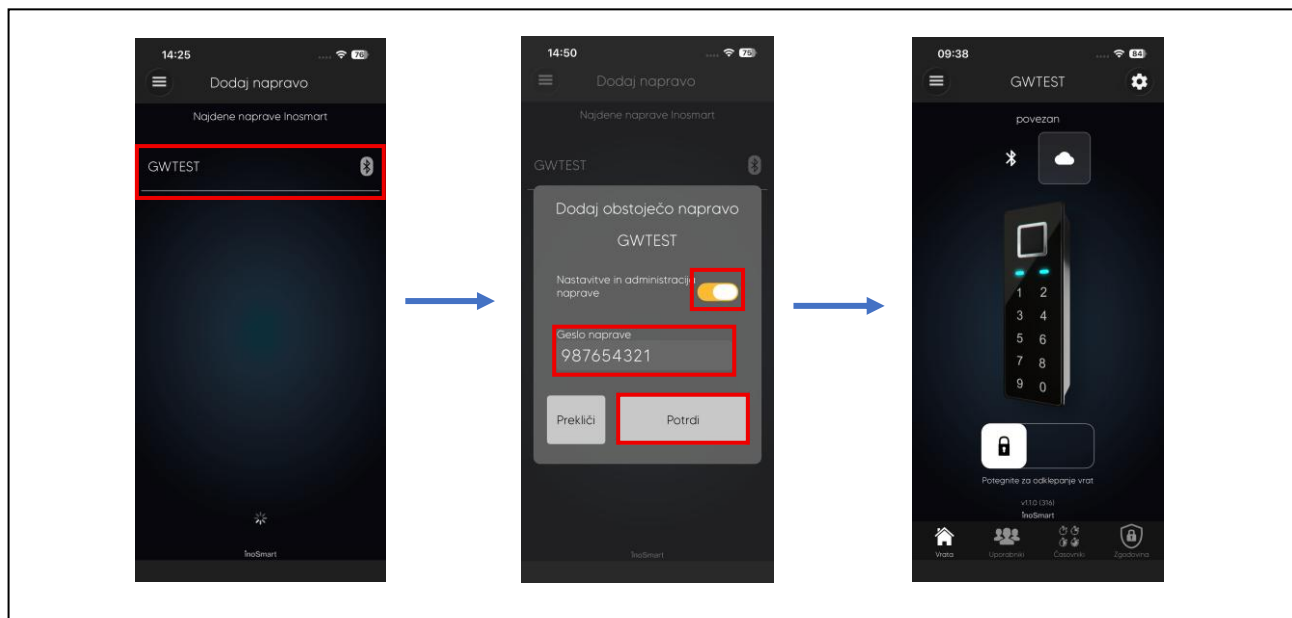 14:25
76
Dodaj napravo
Najdene naprave Inosmart
GWTEST
InoSmart
14:50
75
Dodaj napravo
Najdene naprave Inosmart
GWTEST
Dodaj obstoječo napravo
GWTEST
Nastavitve in administracija
naprave
Geslo naprave
987654321
Prekliči
Potrdi
InoSmart
09:38
84
GWTEST
povezan
1 2
3 4
5 6
7 8
9 0
Potegnite za odklepanje vrat
v1.1.0 (316)
InoSmart
Vrata
Uporabniki
Časovniki
Zgodovina